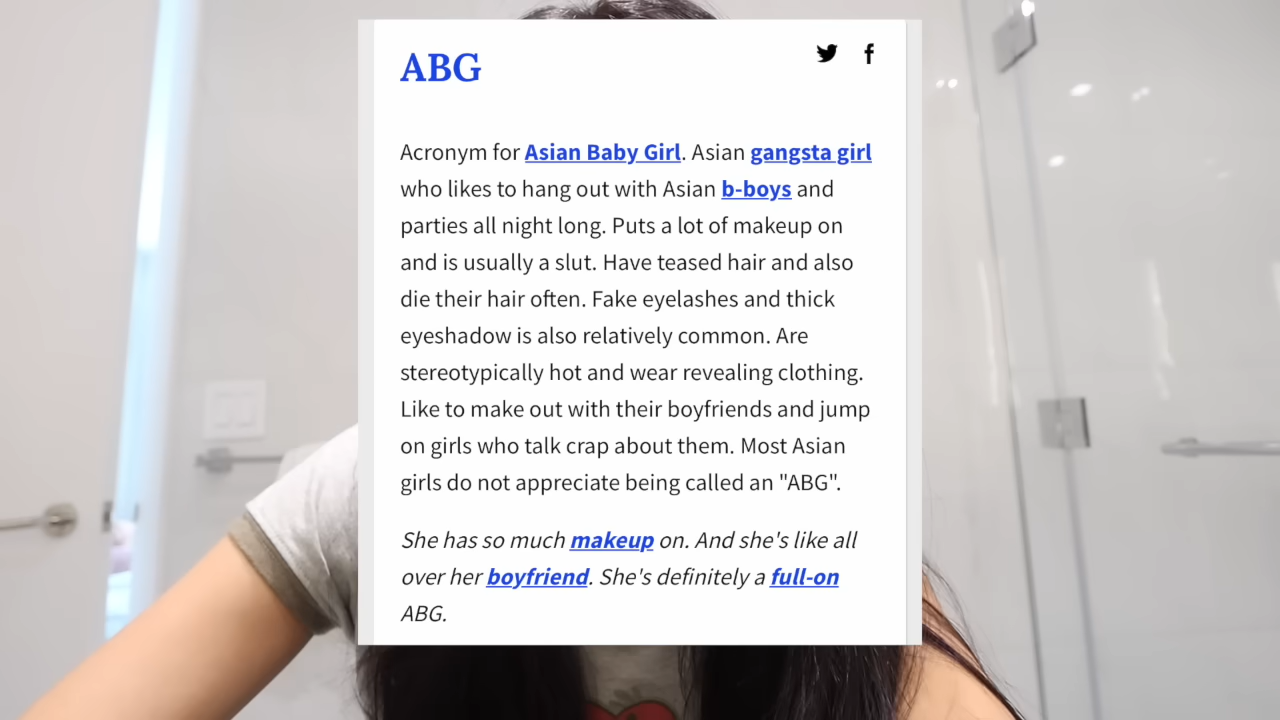 ABG
Acronym for Asian Baby Girl. Asian gangsta girl
who likes to hang out with Asian b-boys and
parties all night long. Puts a lot of makeup on
and is usually a slut. Have teased hair and also
die their hair often. Fake eyelashes and thick
eyeshadow is also relatively common. Are
stereotypically hot and wear revealing clothing.
Like to make out with their boyfriends and jump
on girls who talk crap about them. Most Asian
girls do not appreciate being called an "ABG".
She has so much makeup on. And she's like all
over her boyfriend. She's definitely a full-on
ABG.